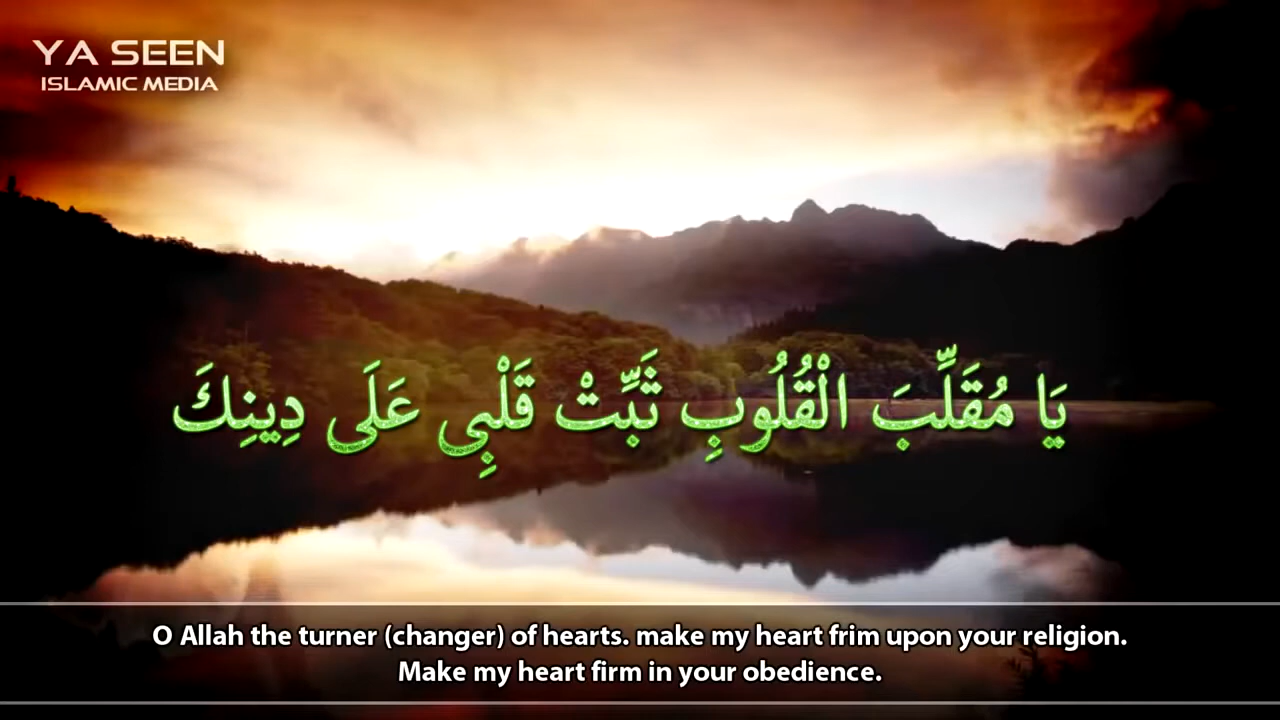 YA SEEN
ISLAMIC MEDIA
يَا مُقَلِّبَ الْقُلُوبِ ثَبِّتْ قَلْبِى عَلَى دِينِكَ
O Allah the turner (changer) of hearts. make my heart frim upon your religion.
Make my heart firm in your obedience.